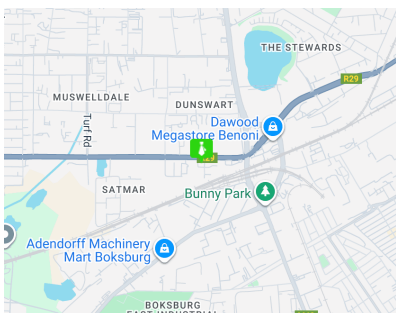 THE STEWARDS
R29
MUSWELLDALE
DUNSWART
Dawood
Megastore Benoni
Turf Rd
SATMAR
Bunny Park
Adendorff Machinery
Mart Boksburg
BOKSBURG
EAST INDUSTRIAL